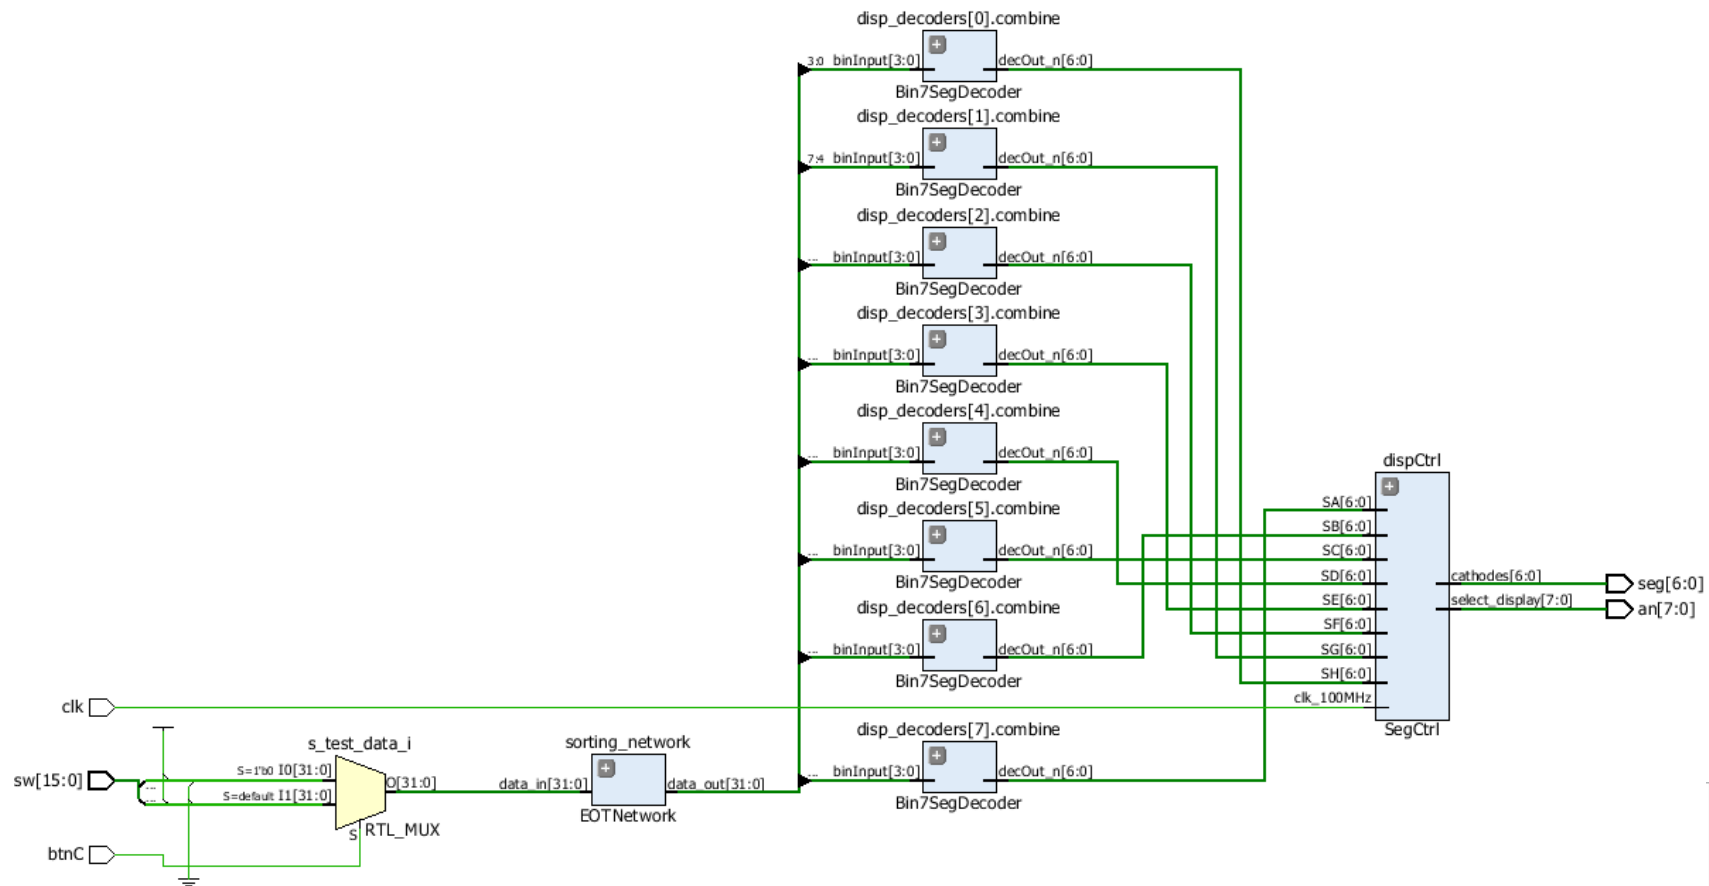 disp_decoders[0].combine
3:0 binInput[3:0] decOut_n[6:0]
Bin7SegDecoder
disp_decoders[1].combine
7:4 binInput[3:0] decOut_n[6:0]
Bin7SegDecoder
disp_decoders[2].combine
... binInput[3:0] decOut_n[6:0]
Bin7SegDecoder
disp_decoders[3].combine
... binInput[3:0] decOut_n[6:0]
Bin7SegDecoder
disp_decoders[4].combine
... binInput[3:0] decOut_n[6:0]
Bin7SegDecoder
disp_decoders[5].combine
... binInput[3:0] decOut_n[6:0]
Bin7SegDecoder
disp_decoders[6].combine
... binInput[3:0] decOut_n[6:0]
Bin7SegDecoder
disp_decoders[7].combine
... binInput[3:0] decOut_n[6:0]
Bin7SegDecoder
dispCtrl
SA[6:0]
SB[6:0]
SC[6:0]
SD[6:0]
SE[6:0]
SF[6:0]
SG[6:0]
SH[6:0]
clk_100MHz
cathodes[6:0] seg[6:0]
select_display[7:0] an[7:0]
SegCtrl
clk
sw[15:0]
... 
...
btnC
s_test_data_i
S=1'b0 I0[31:0]
S=default I1[31:0]
O[31:0]
S RTL_MUX
sorting_network
data_in[31:0] data_out[31:0]
EOTNetwork